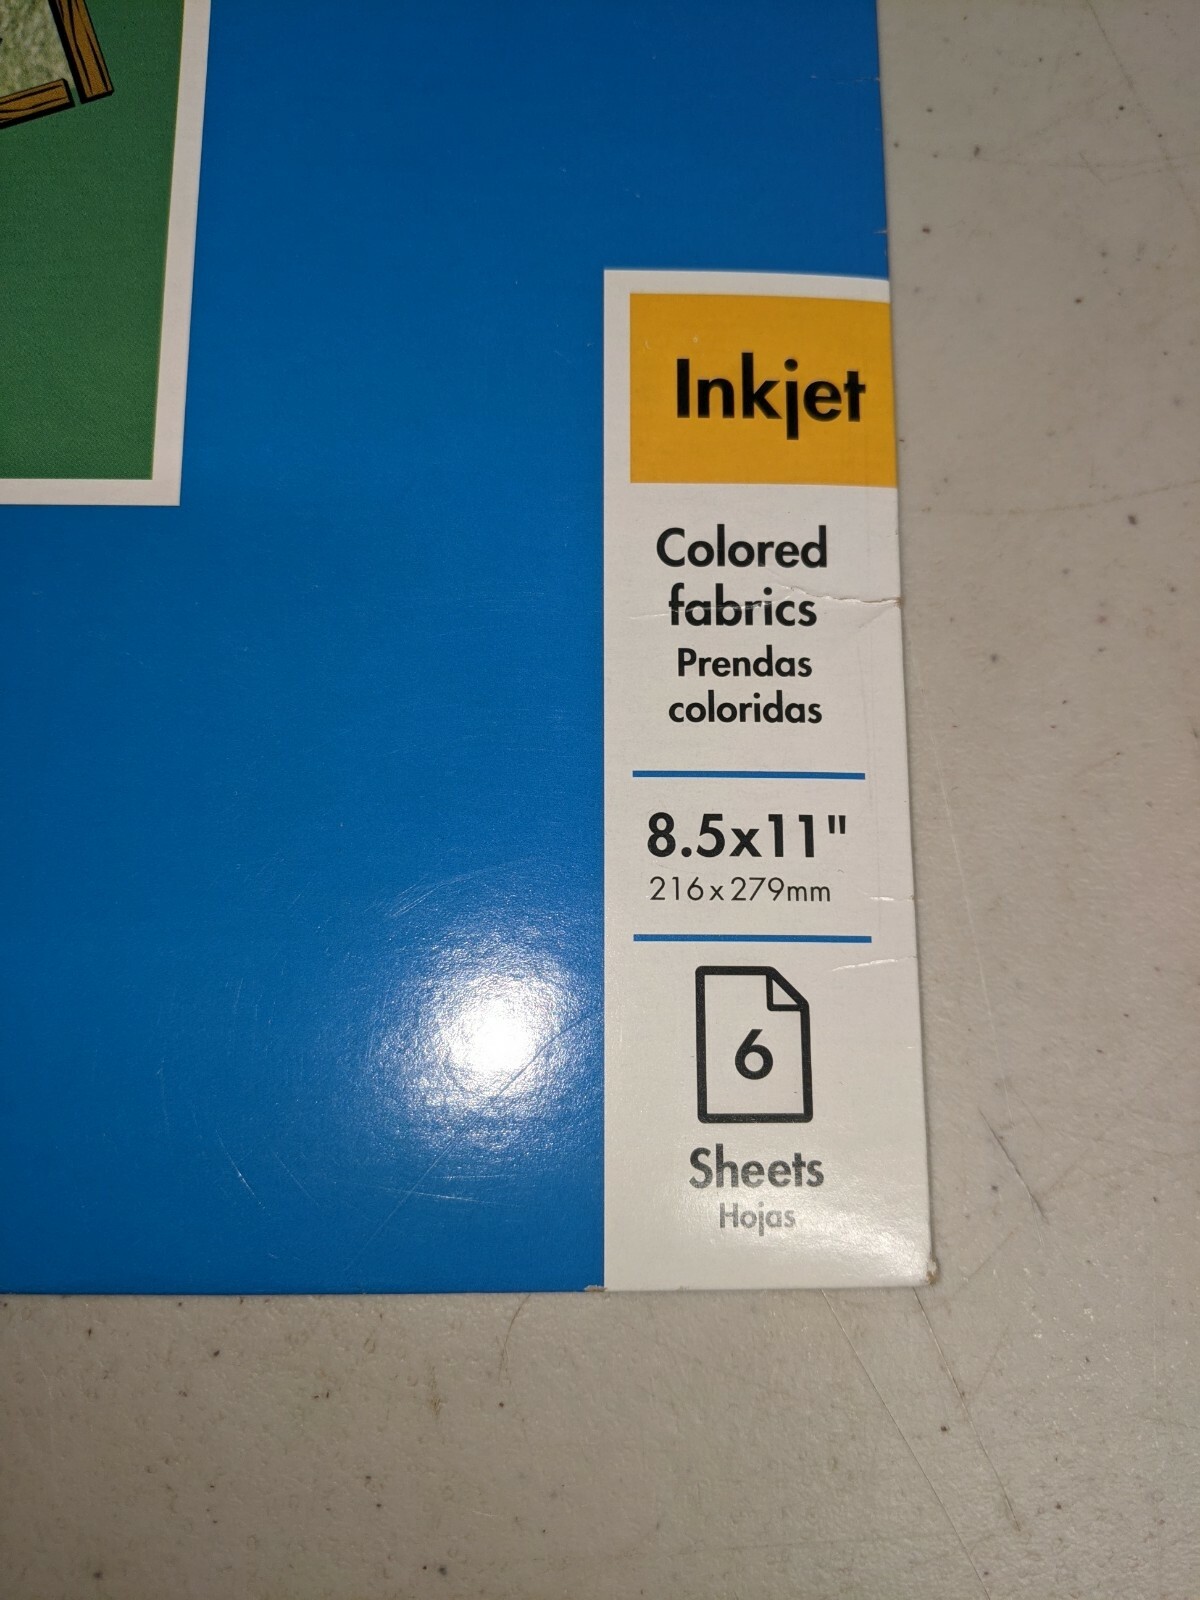 Inkjet
Colored
fabrics
Prendas
coloridas
8.5x11"
216x279mm
6
Sheets
Hojas